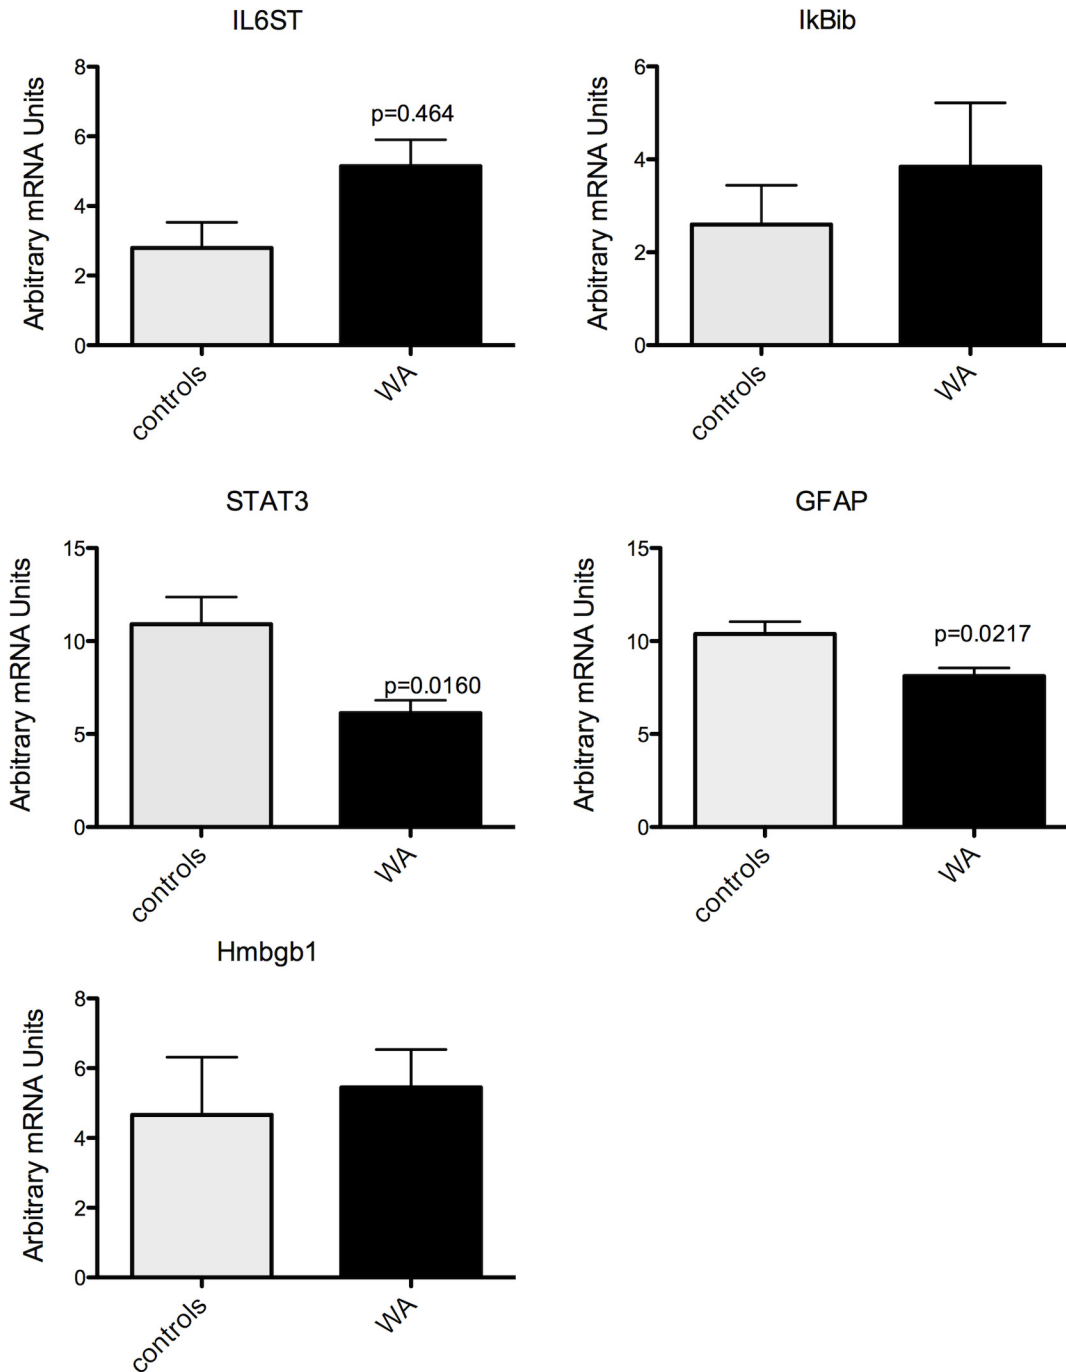 IL6ST
Arbitrary mRNA Units
8
6
4
2
0
p=0.464
controls
WA
IkBib
Arbitrary mRNA Units
6
4
2
0
controls
WA
STAT3
Arbitrary mRNA Units
15
10
5
0
p=0.0160
controls
WA
GFAP
Arbitrary mRNA Units
15
10
5
0
p=0.0217
controls
WA
Hmbgb1
Arbitrary mRNA Units
8
6
4
2
0
controls
WA